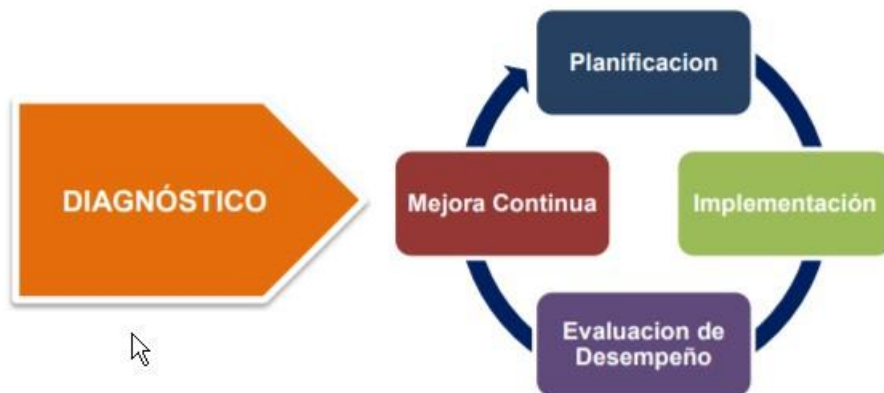 DIAGNÓSTICO
Planificacion
Mejora Continua
Implementación
Evaluacion de
Desempeño